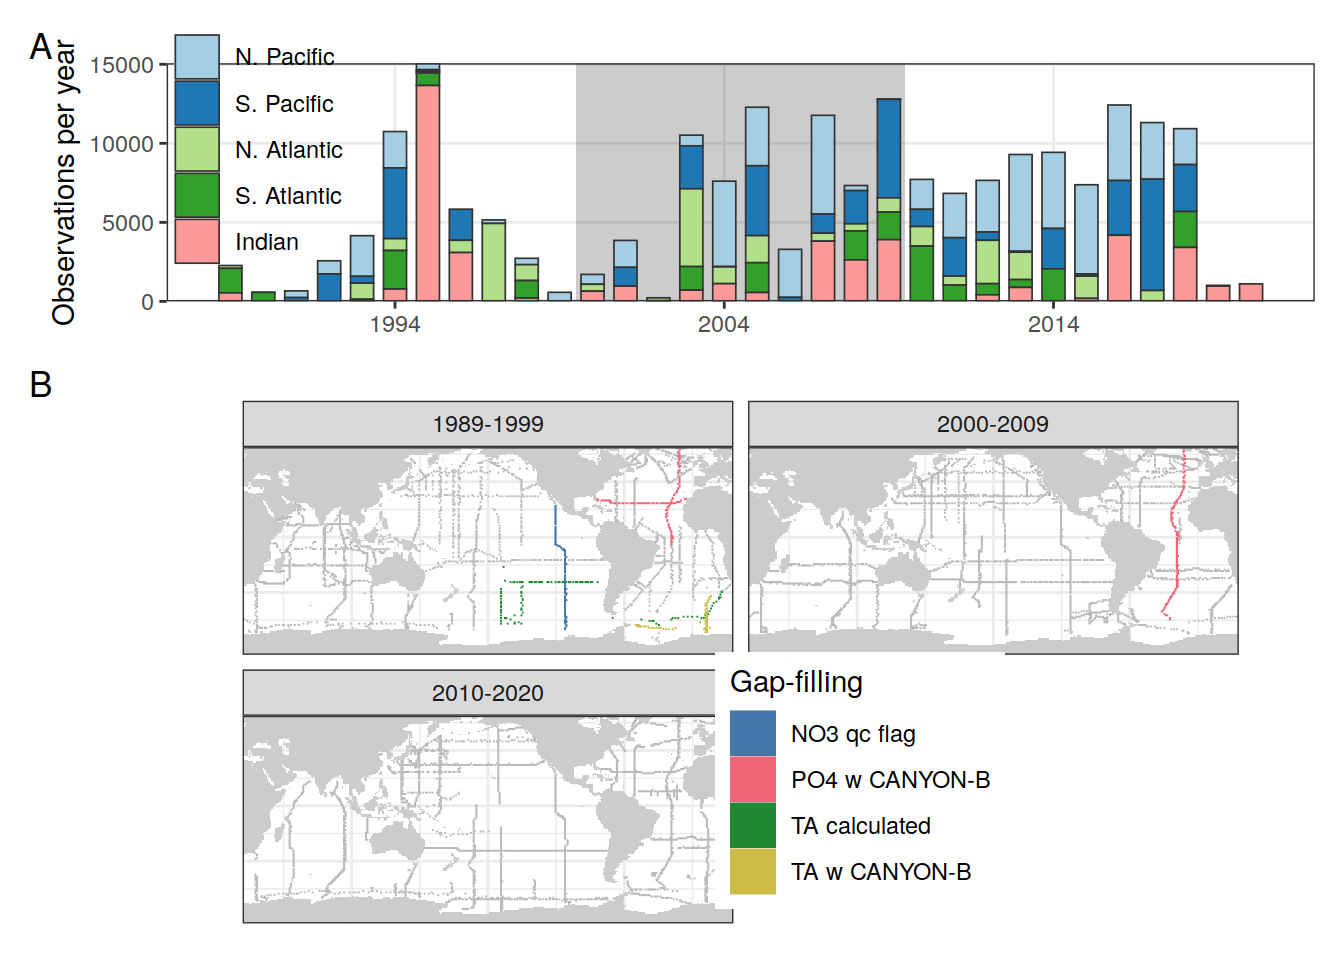 A
Observations per year
15000
10000
5000
0
N. Pacific
S. Pacific
N. Atlantic
S. Atlantic
Indian
1994
2004
2014
B
1989-1999
2000-2009
2010-2020
Gap-filling
NO3 qc flag
PO4 w CANYON-B
TA calculated
TA w CANYON-B